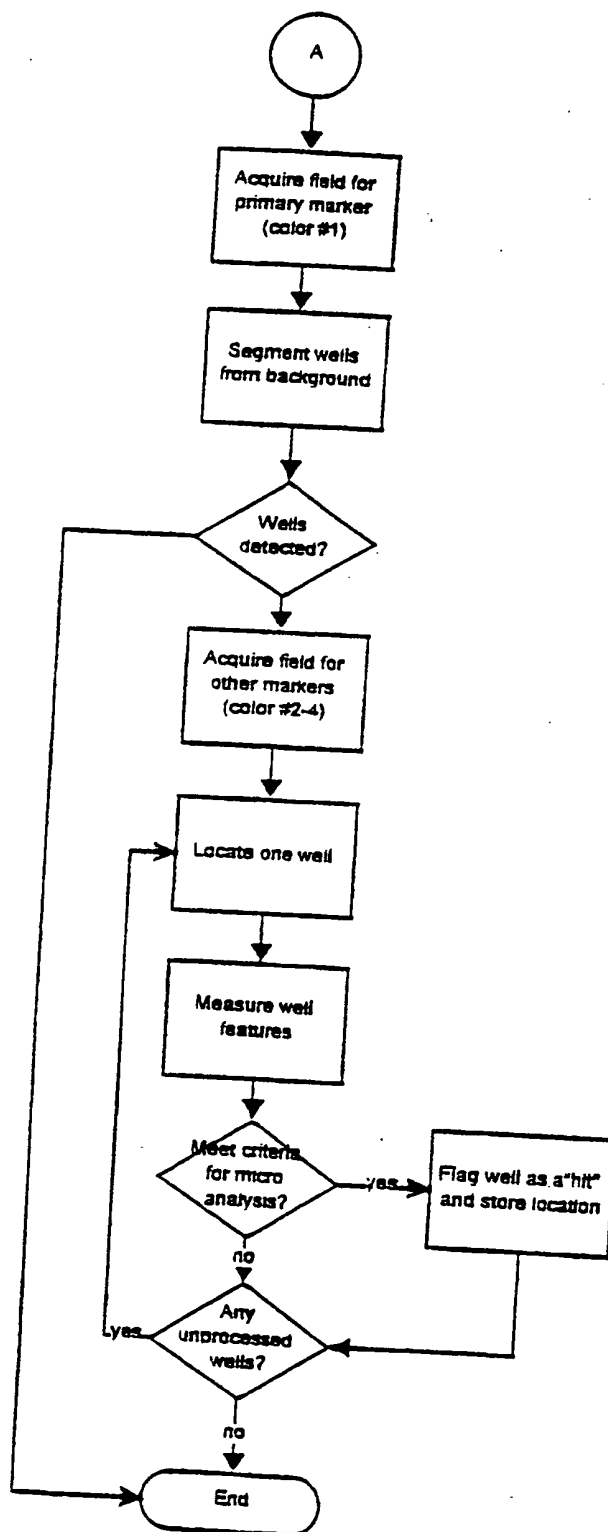 A
Acquire field for
primary marker
(color #1)
Segment wells
from background
Wells
detected?
Acquire field for
other markers
(color #2-4)
Locate one well
Measure well
features
Meet criteria
for micro
analysis?
yes
Flag well as a "hit"
and store location
no
Any
unprocessed
wells?
yes
no
End